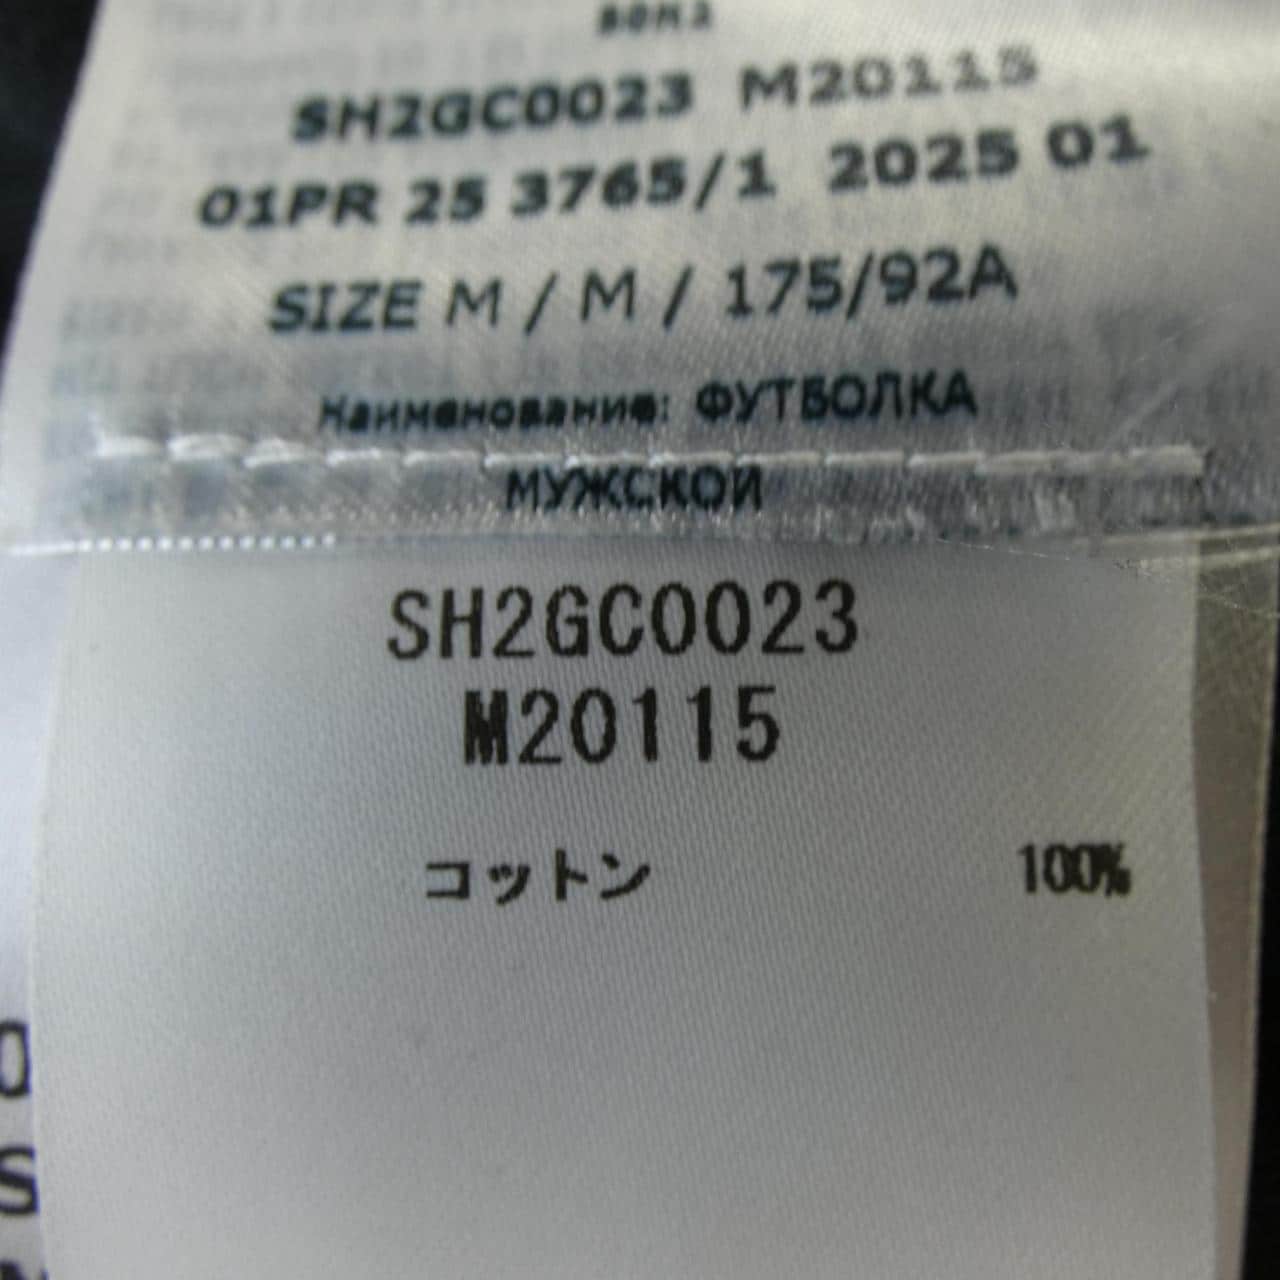 SH2GC0023 M20115
01PR 25 3765/1 2025 01
SIZE M / M / 175/92A
Наименование: ФУТБОЛКА
МУЖСКОЙ
SH2GC0023
M20115
コットン 100%
0
S